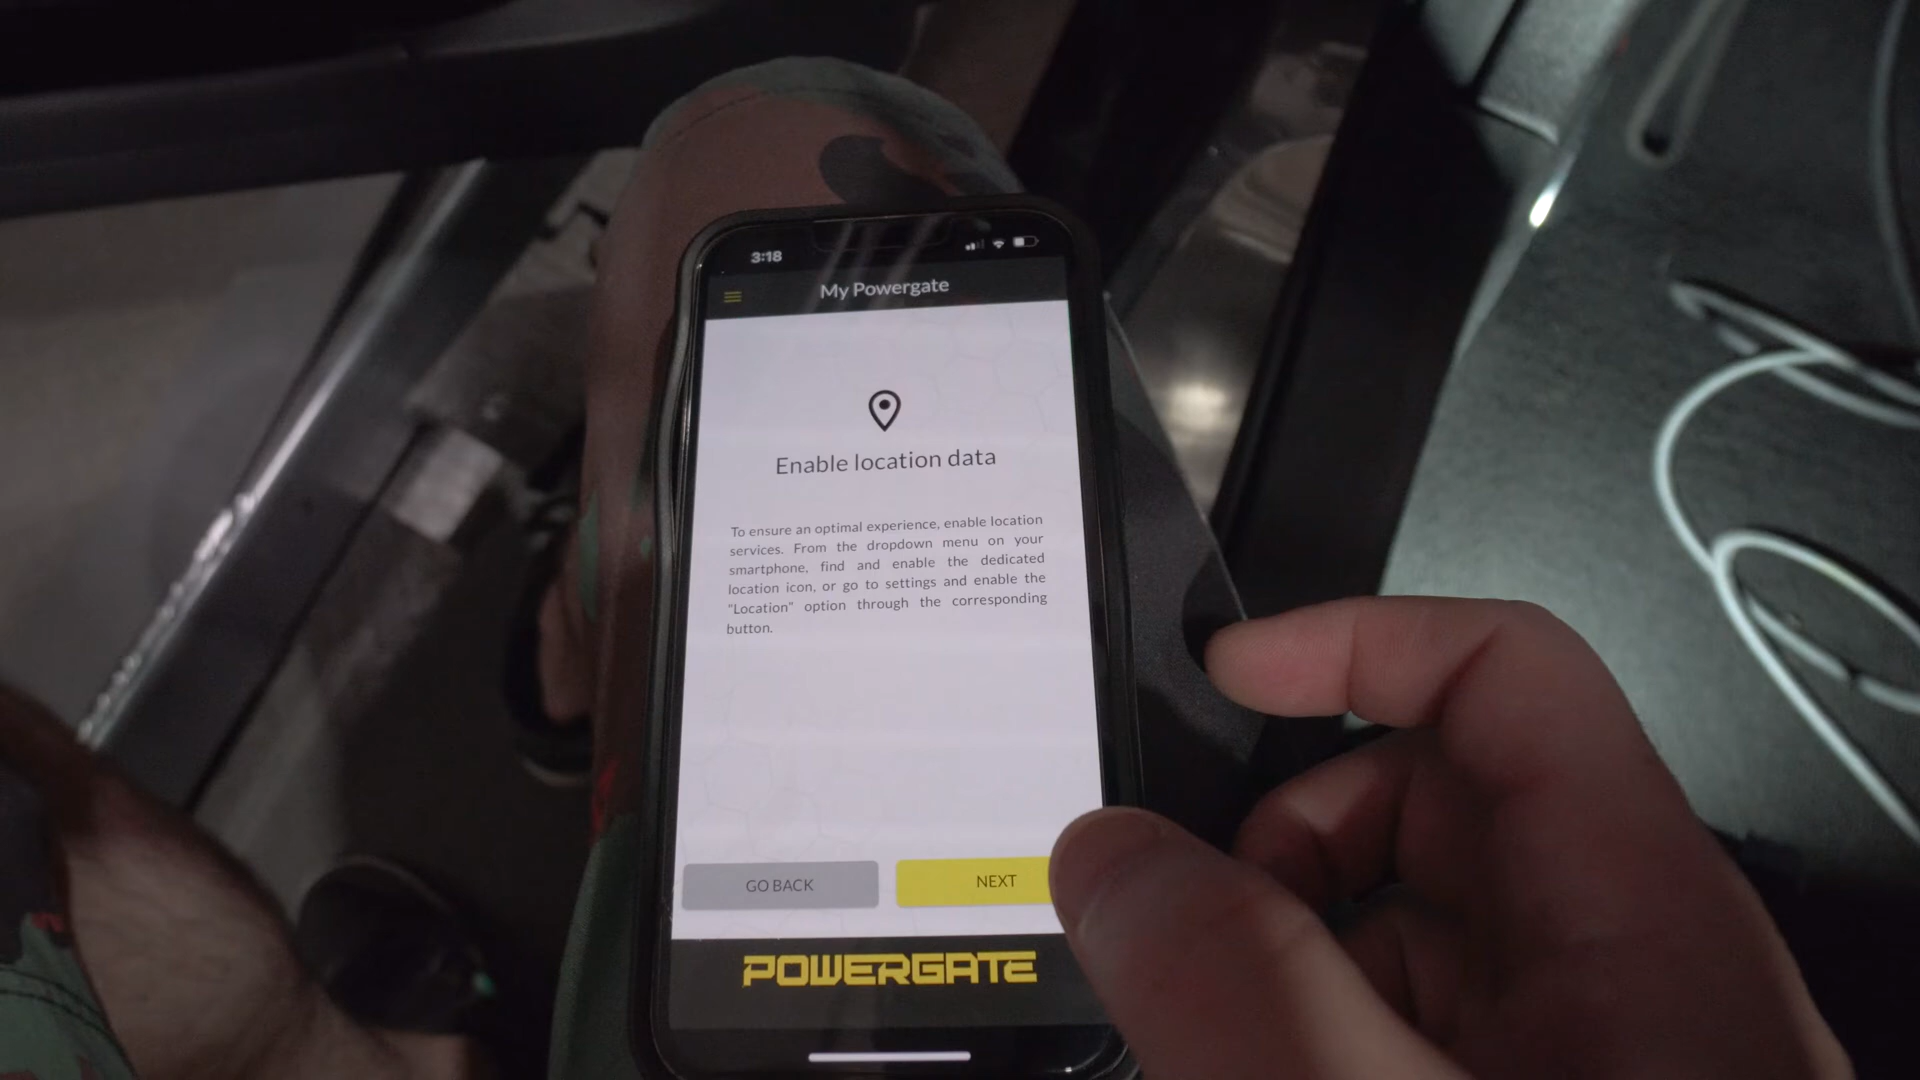 3:18
My Powergate
Enable location data
To ensure an optimal experience, enable location
services. From the dropdown menu on your
smartphone, find and enable the dedicated
location icon, or go to settings and enable the
"Location" option through the corresponding
button.
GO BACK
NEXT
POWERGATE